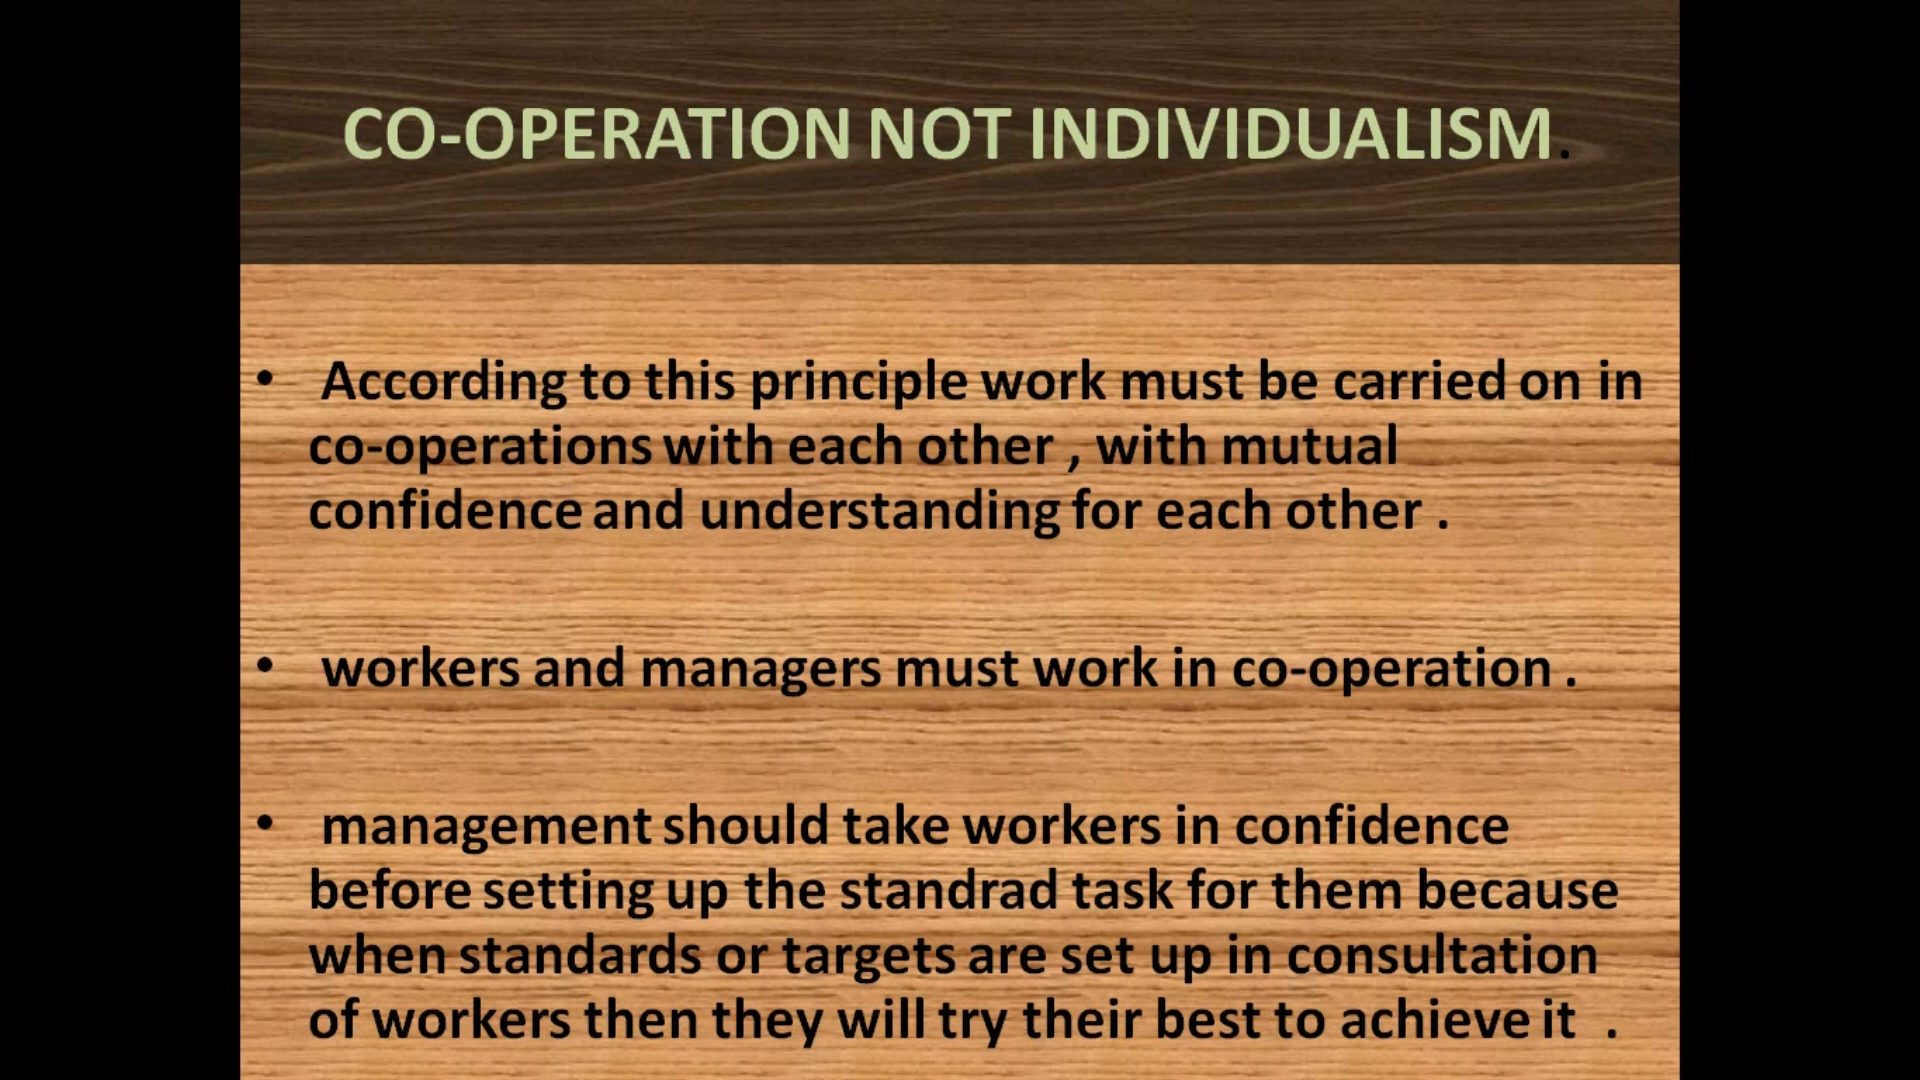 CO-OPERATION NOT INDIVIDUALISM.
• According to this principle work must be carried on in
co-operations with each other , with mutual
confidence and understanding for each other .
• workers and managers must work in co-operation .
• management should take workers in confidence
before setting up the standrad task for them because
when standards or targets are set up in consultation
of workers then they will try their best to achieve it .